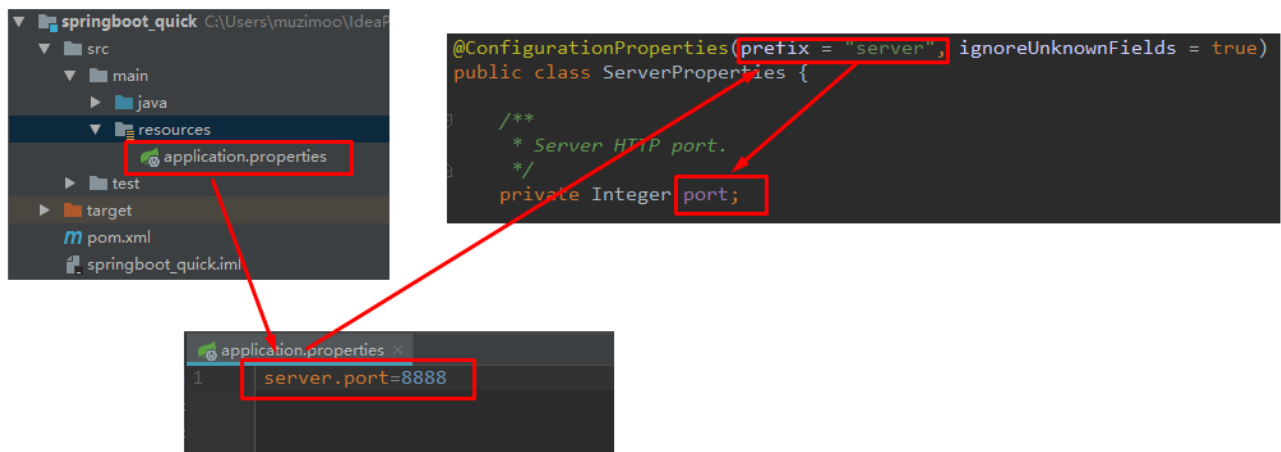 springboot_quick C:\Users\muzimoo\IdeaP
src
main
java
resources
application.properties
test
target
pom.xml
springboot_quick.iml
@ConfigurationProperties(prefix = "server", ignoreUnknownFields = true)
public class ServerProperties {
/**
* Server HTTP port.
*/
private Integer port;
application.properties
1 server.port=8888